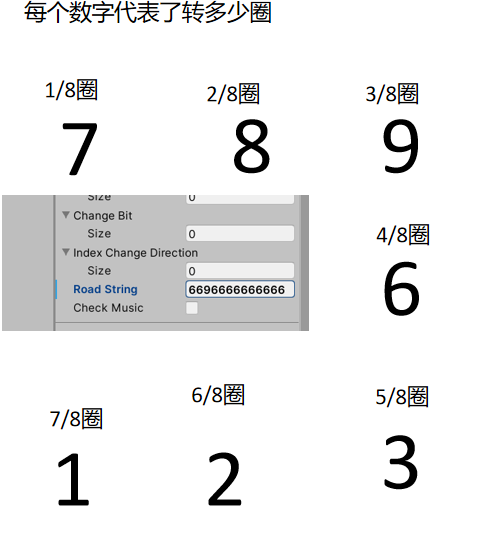 每个数字代表了转多少圈
1/8圈 2/8圈 3/8圈
7 8 9
Size 0
Change Bit
Size 0
Index Change Direction
Size 0
Road String 6696666666666
Check Music
4/8圈
6
7/8圈 6/8圈 5/8圈
1 2 3